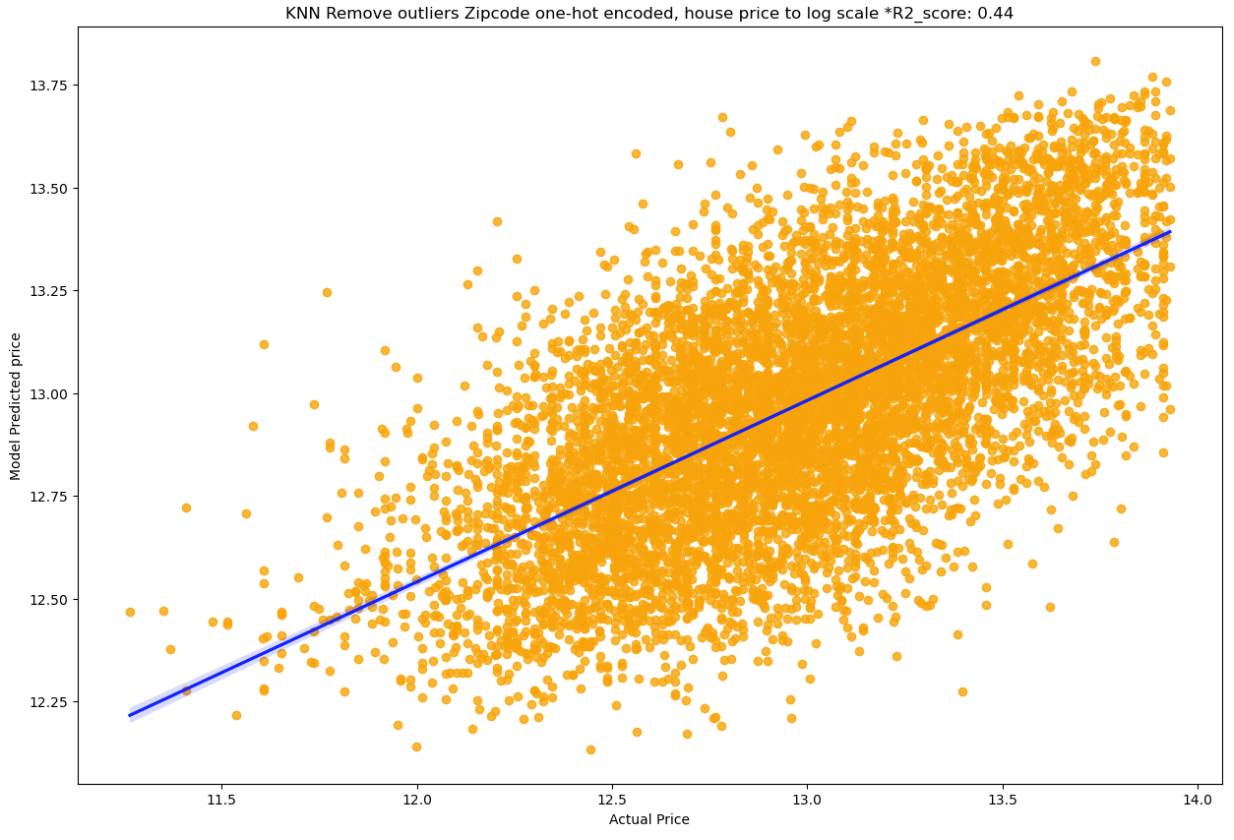 KNN Remove outliers Zipcode one-hot encoded, house price to log scale *R2_score: 0.44
13.75
13.50
13.25
13.00
12.75
12.50
12.25
Model Predicted price
11.5 12.0 12.5 13.0 13.5 14.0
Actual Price